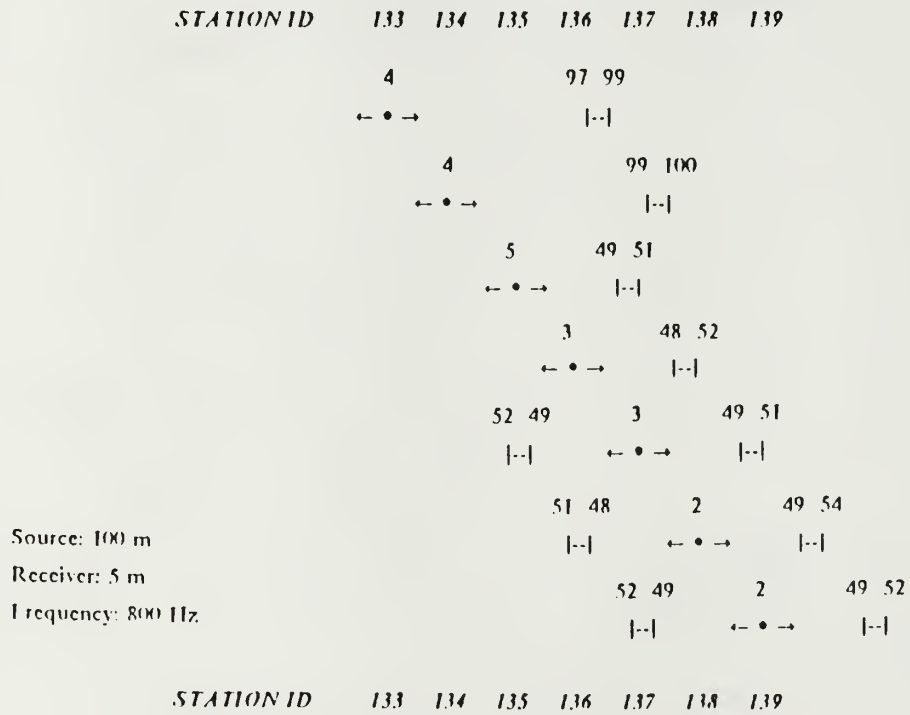 STATION ID 133 134 135 136 137 138 139
4 97 99
← • → |--|
4 99 100
← • → |--|
5 49 51
← • → |--|
3 48 52
← • → |--|
52 49 3 49 51
|--| ← • → |--|
51 48 2 49 54
Source: 100 m |--| ← • → |--|
Receiver: 5 m
Frequency: 800 Hz 52 49 2 49 52
|--| ← • → |--|
STATION ID 133 134 135 136 137 138 139